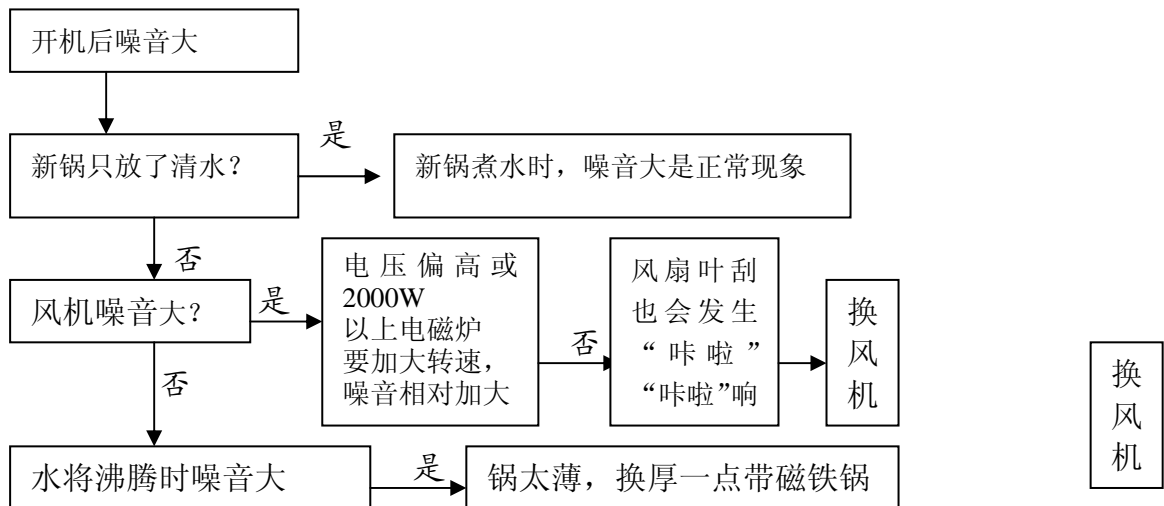 开机后噪音大
是
新锅只放了清水?
新锅煮水时，噪音大是正常现象
否
风机噪音大?
是
电压偏高或
2000W
以上电磁炉
要加大转速，
噪音相对加大
否
风扇叶刮
也会发生
“咔啦”
“咔啦”响
换
风
机
换
风
机
否
水将沸腾时噪音大
是
锅太薄，换厚一点带磁铁锅